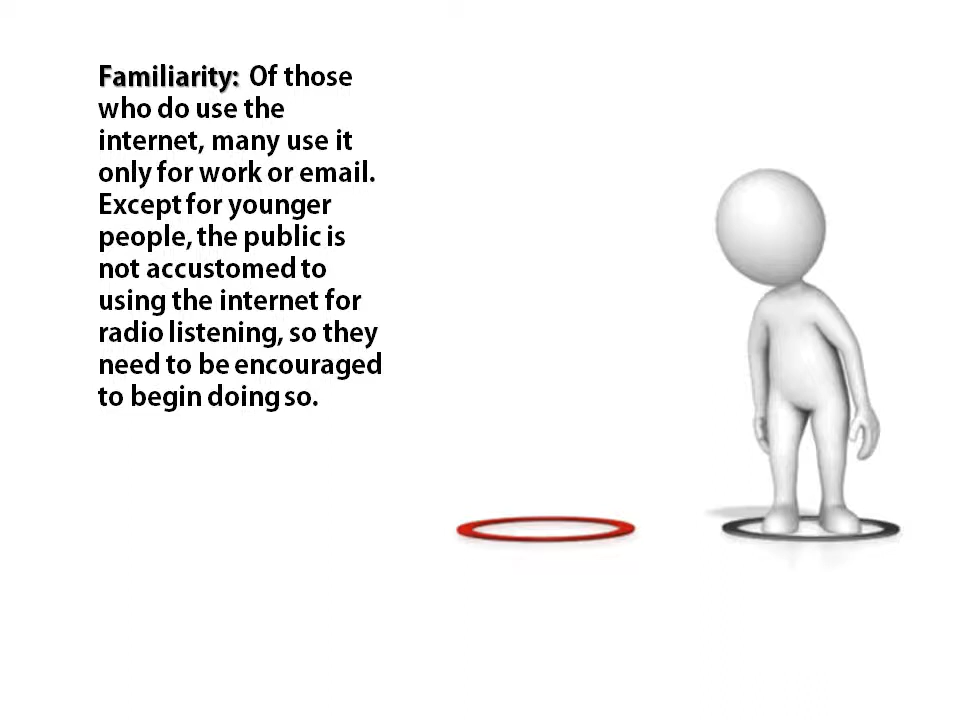 Familiarity: Of those
who do use the
internet, many use it
only for work or email.
Except for younger
people, the public is
not accustomed to
using the internet for
radio listening, so they
need to be encouraged
to begin doing so.